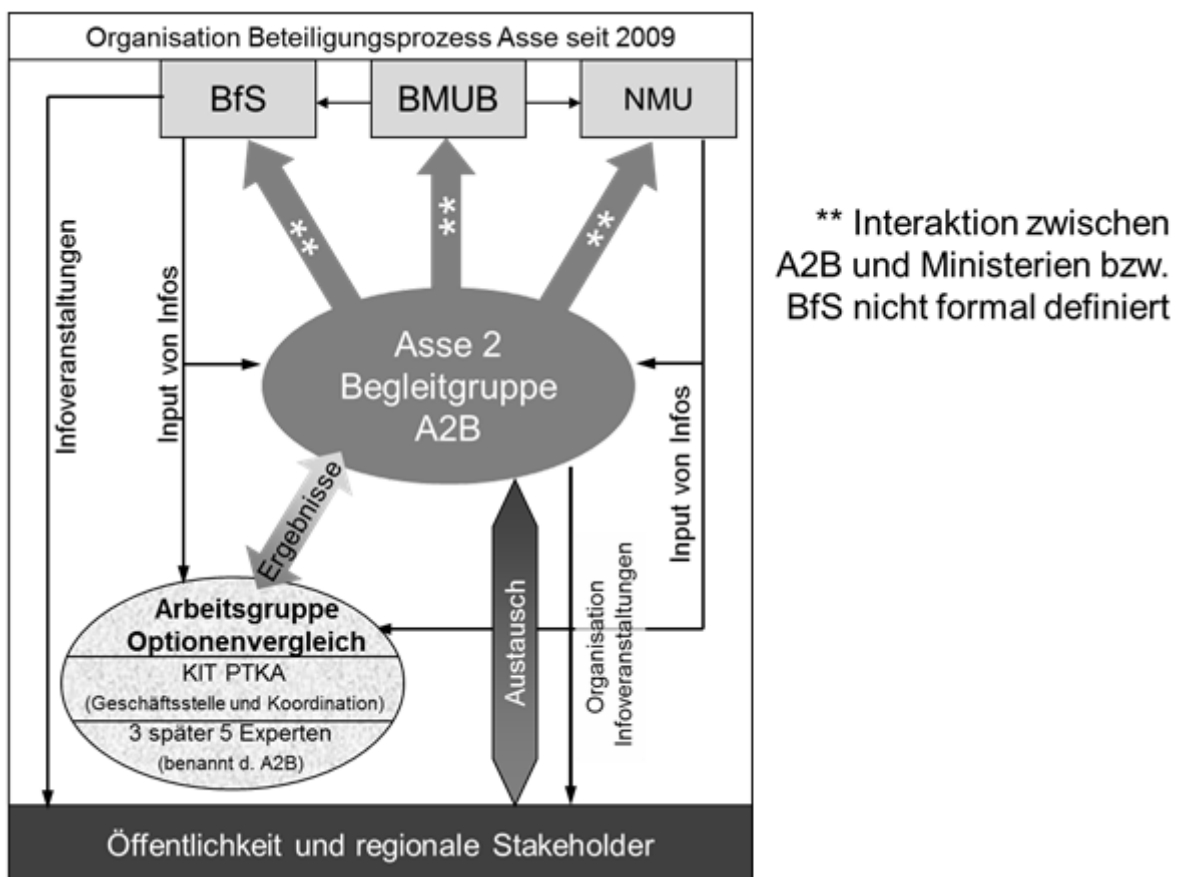 Organisation Beteiligungsprozess Asse seit 2009
BfS
BMUB
NMU
**
**
**
Infoveranstaltungen
Input von Infos
Asse 2
Begleitgruppe
A2B
Ergebnisse
Arbeitsgruppe
Optionenvergleich
KIT PTKA
(Geschäftsstelle und Koordination)
3 später 5 Experten
(benannt d. A2B)
Austausch
Organisation
Infoveranstaltungen
Input von Infos
Öffentlichkeit und regionale Stakeholder
** Interaktion zwischen
A2B und Ministerien bzw.
BfS nicht formal definiert